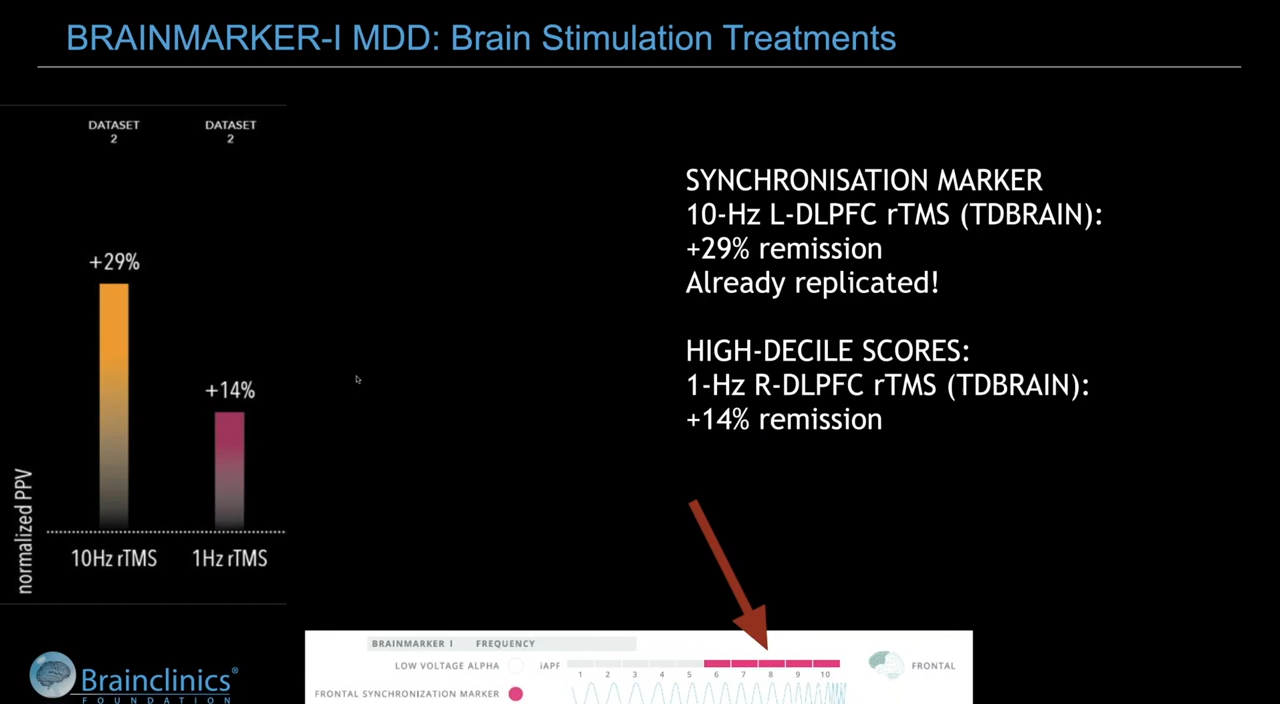 BRAINMARKER-I MDD: Brain Stimulation Treatments
DATASET
2
DATASET
2
+29%
+14%
normalized PPV
10Hz rTMS
1Hz rTMS
SYNCHRONISATION MARKER
10-Hz L-DLPFC rTMS (TDBRAIN):
+29% remission
Already replicated!
HIGH-DECILE SCORES:
1-Hz R-DLPFC rTMS (TDBRAIN):
+14% remission
BRAINMARKER I FREQUENCY
LOW VOLTAGE ALPHA iAPF
1 2 3 4 5 6 7 8 9 10
FRONTAL
FRONTAL SYNCHRONIZATION MARKER
Brainclinics®
FOUNDATION